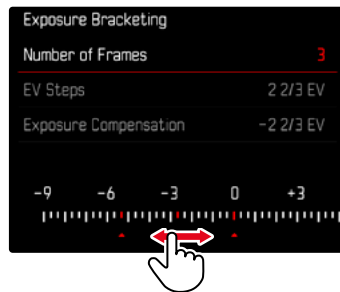 Exposure Bracketing
Number of Frames 3
EV Steps 2 2/3 EV
Exposure Compensation -2 2/3 EV
-9 -6 -3 0 +3